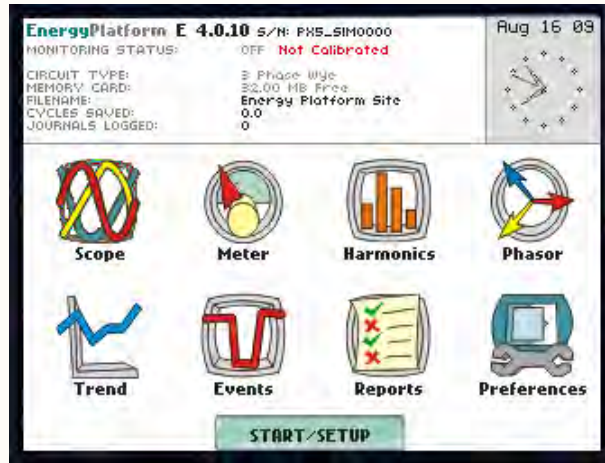 EnergyPlatform E 4.0.10 S/N: PX5_SIM0000
Aug 16 09
MONITORING STATUS: OFF Not Calibrated
CIRCUIT TYPE: 3 Phase Wye
MEMORY CARD: 32.00 MB Free
FILENAME: Energy Platform Site
CYCLES SAVED: 0.0
JOURNALS LOGGED: 0
Scope
Meter
Harmonics
Phasor
Trend
Events
Reports
Preferences
START/SETUP